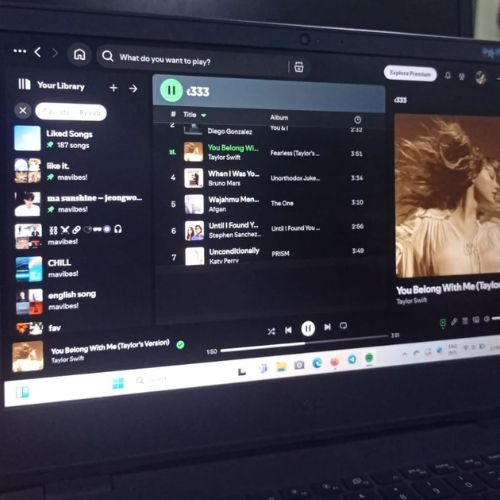 What do you want to play?
Explore Premium
Your Library
Liked Songs
187 songs
like it.
mavibes!
ma sunshine – jeongwo...
mavibes!
mavibes!
CHILL
mavibes!
english song
mavibes!
fav
૮333
# Title Album
2 Diego Gonzalez You & I 2:32
You Belong Wi... Fearless (Taylor's... 3:51
Taylor Swift
4 When I Was Yo... Unorthodox Juke... 3:34
Bruno Mars
5 Wajahmu Men... The One 3:10
Afgan
6 Until I Found Y... Until I Found You 2:56
Stephen Sanchez...
7 Unconditionally PRISM 3:49
Katy Perry
333
You Belong With Me (Taylor
Taylor Swift
You Belong With Me (Taylor's Version)
Taylor Swift
1:50
3:51
Search